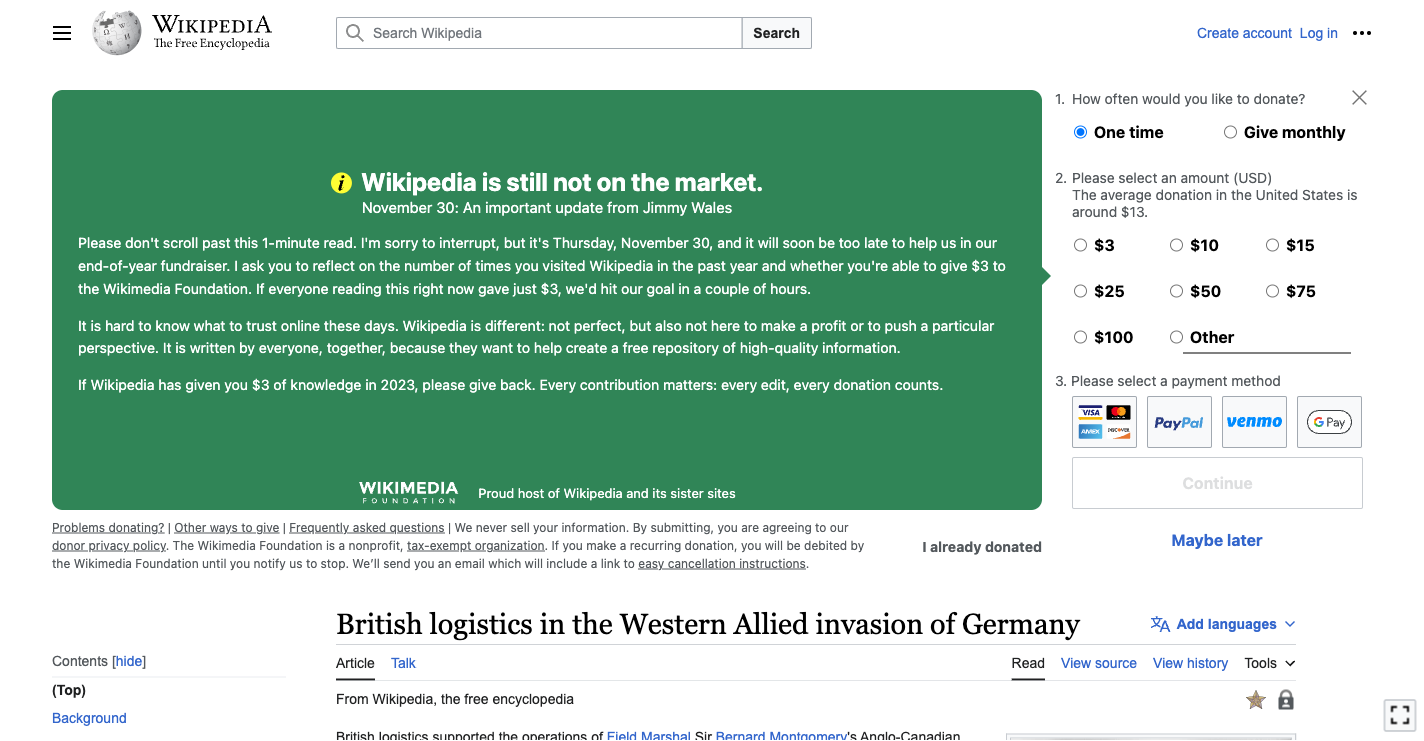 WIKIPEDIA
The Free Encyclopedia
Search Wikipedia
Search
Create account Log in
Wikipedia is still not on the market.
November 30: An important update from Jimmy Wales
Please don't scroll past this 1-minute read. I'm sorry to interrupt, but it's Thursday, November 30, and it will soon be too late to help us in our
end-of-year fundraiser. I ask you to reflect on the number of times you visited Wikipedia in the past year and whether you're able to give $3 to
the Wikimedia Foundation. If everyone reading this right now gave just $3, we'd hit our goal in a couple of hours.
It is hard to know what to trust online these days. Wikipedia is different: not perfect, but also not here to make a profit or to push a particular
perspective. It is written by everyone, together, because they want to help create a free repository of high-quality information.
If Wikipedia has given you $3 of knowledge in 2023, please give back. Every contribution matters: every edit, every donation counts.
WIKIMEDIA
FOUNDATION
Proud host of Wikipedia and its sister sites
1. How often would you like to donate?
One time
Give monthly
2. Please select an amount (USD)
The average donation in the United States is
around $13.
$3 $10 $15
$25 $50 $75
$100 Other
3. Please select a payment method
VISA
AMEX DISCOVER
PayPal
venmo
G Pay
Continue
Maybe later
Problems donating? | Other ways to give | Frequently asked questions | We never sell your information. By submitting, you are agreeing to our
donor privacy policy. The Wikimedia Foundation is a nonprofit, tax-exempt organization. If you make a recurring donation, you will be debited by
the Wikimedia Foundation until you notify us to stop. We’ll send you an email which will include a link to easy cancellation instructions.
I already donated
British logistics in the Western Allied invasion of Germany
Add languages
Contents [hide]
(Top)
Background
Article Talk
Read View source View history Tools
From Wikipedia, the free encyclopedia
British logistics supported the operations of Field Marshal Sir Bernard Montgomery's Anglo-Canadian